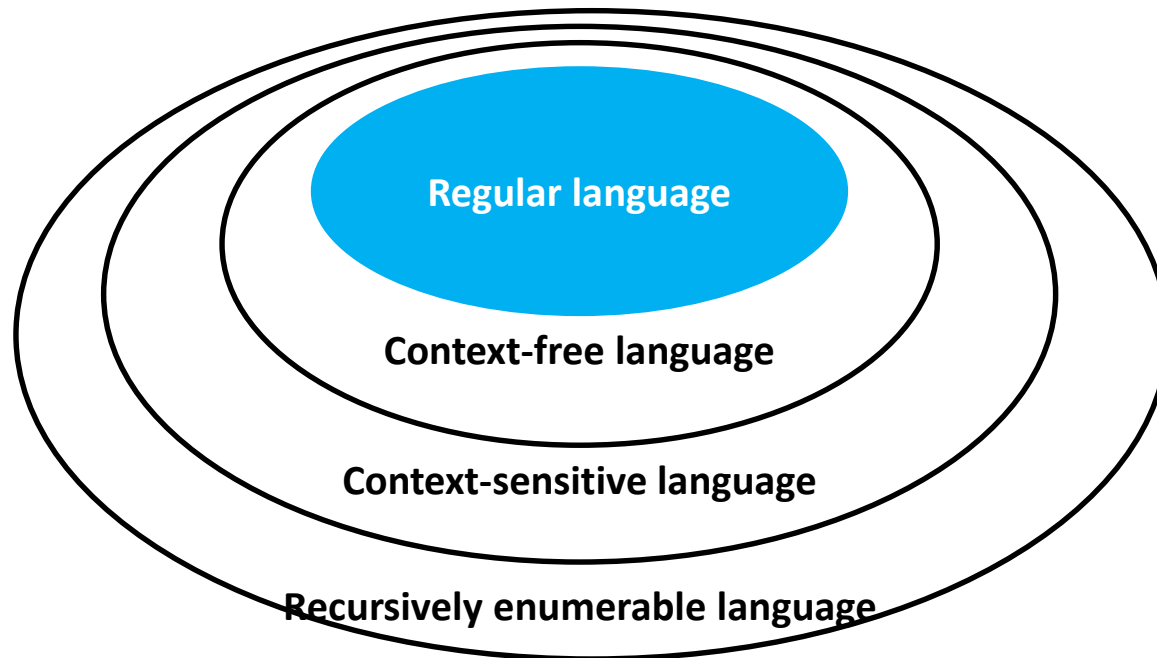 Regular language
Context-free language
Context-sensitive language
Recursively enumerable language